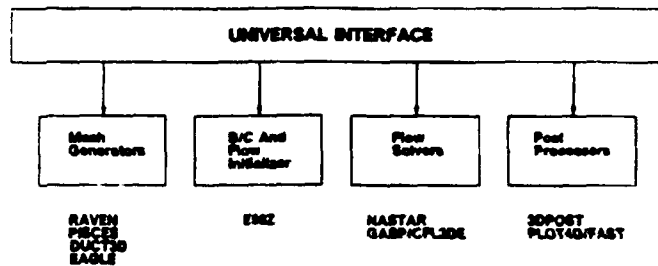 UNIVERSAL INTERFACE
Mesh
Generators
B/C And
Flow
Initializer
Flow
Solvers
Post
Processors
RAVEN
PISCES
DUCT3D
EAGLE
NASTAR
GASP/CFL3DE
3DPOST
PLOT4D/FAST